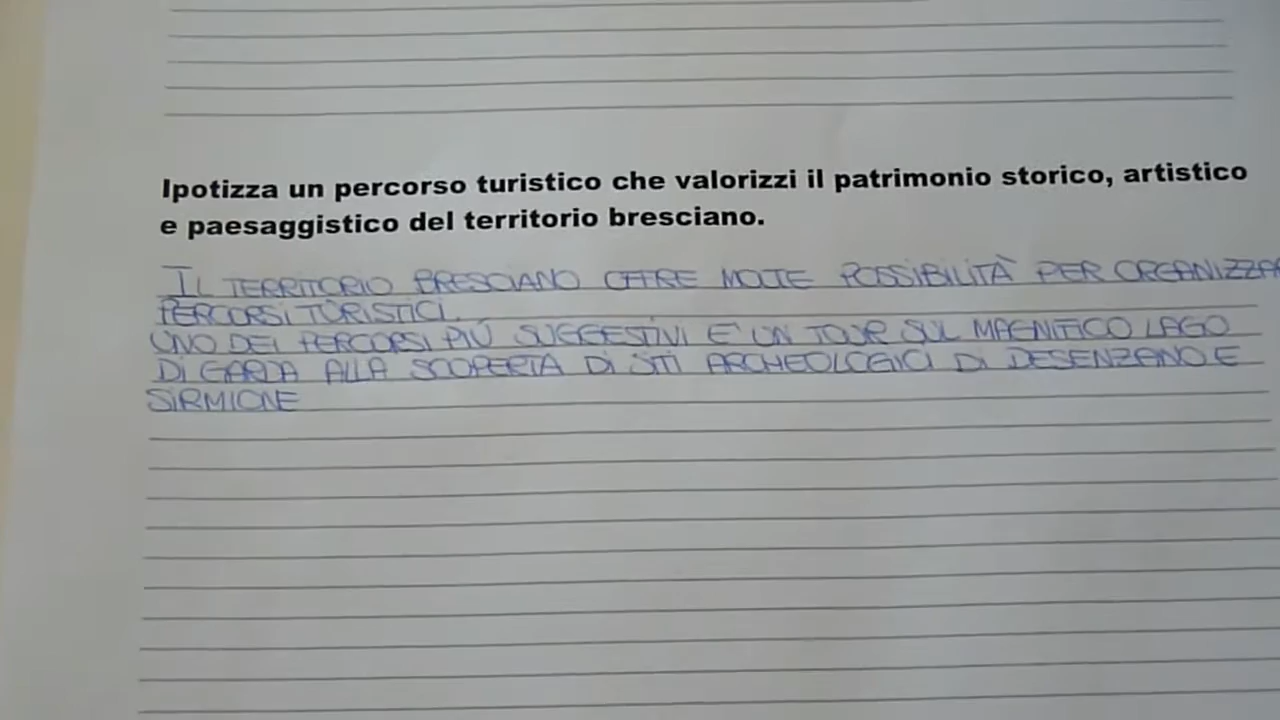 Ipotizza un percorso turistico che valorizzi il patrimonio storico, artistico
e paesaggistico del territorio bresciano.
IL TERRITORIO BRESCIANO OFFRE MOLTE POSSIBILITÀ PER ORGANIZZA
PERCORSI TURISTICI.
UNO DEI PERCORSI PIÙ SUGGESTIVI E' UN TOUR SUL MAGNIFICO LAGO
DI GARDA ALLA SCOPERTA DI SITI ARCHEOLOGICI DI DESENZANO E
SIRMIONE